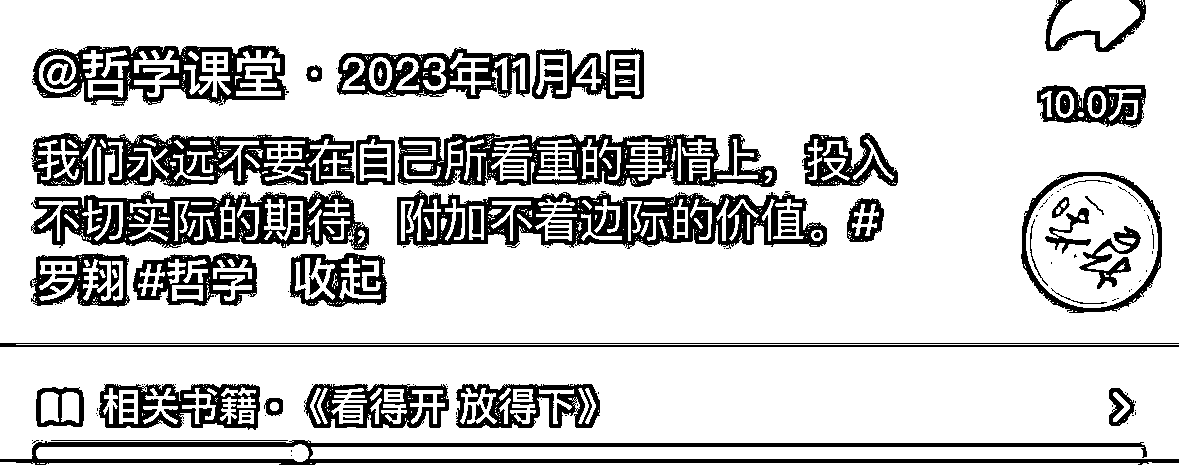 @哲学课堂 · 2023年11月4日
10.0万
我们永远不要在自己所看重的事情上，投入
不切实际的期待，附加不着边际的价值。#
罗翔 #哲学 收起
相关书籍·《看得开 放得下》